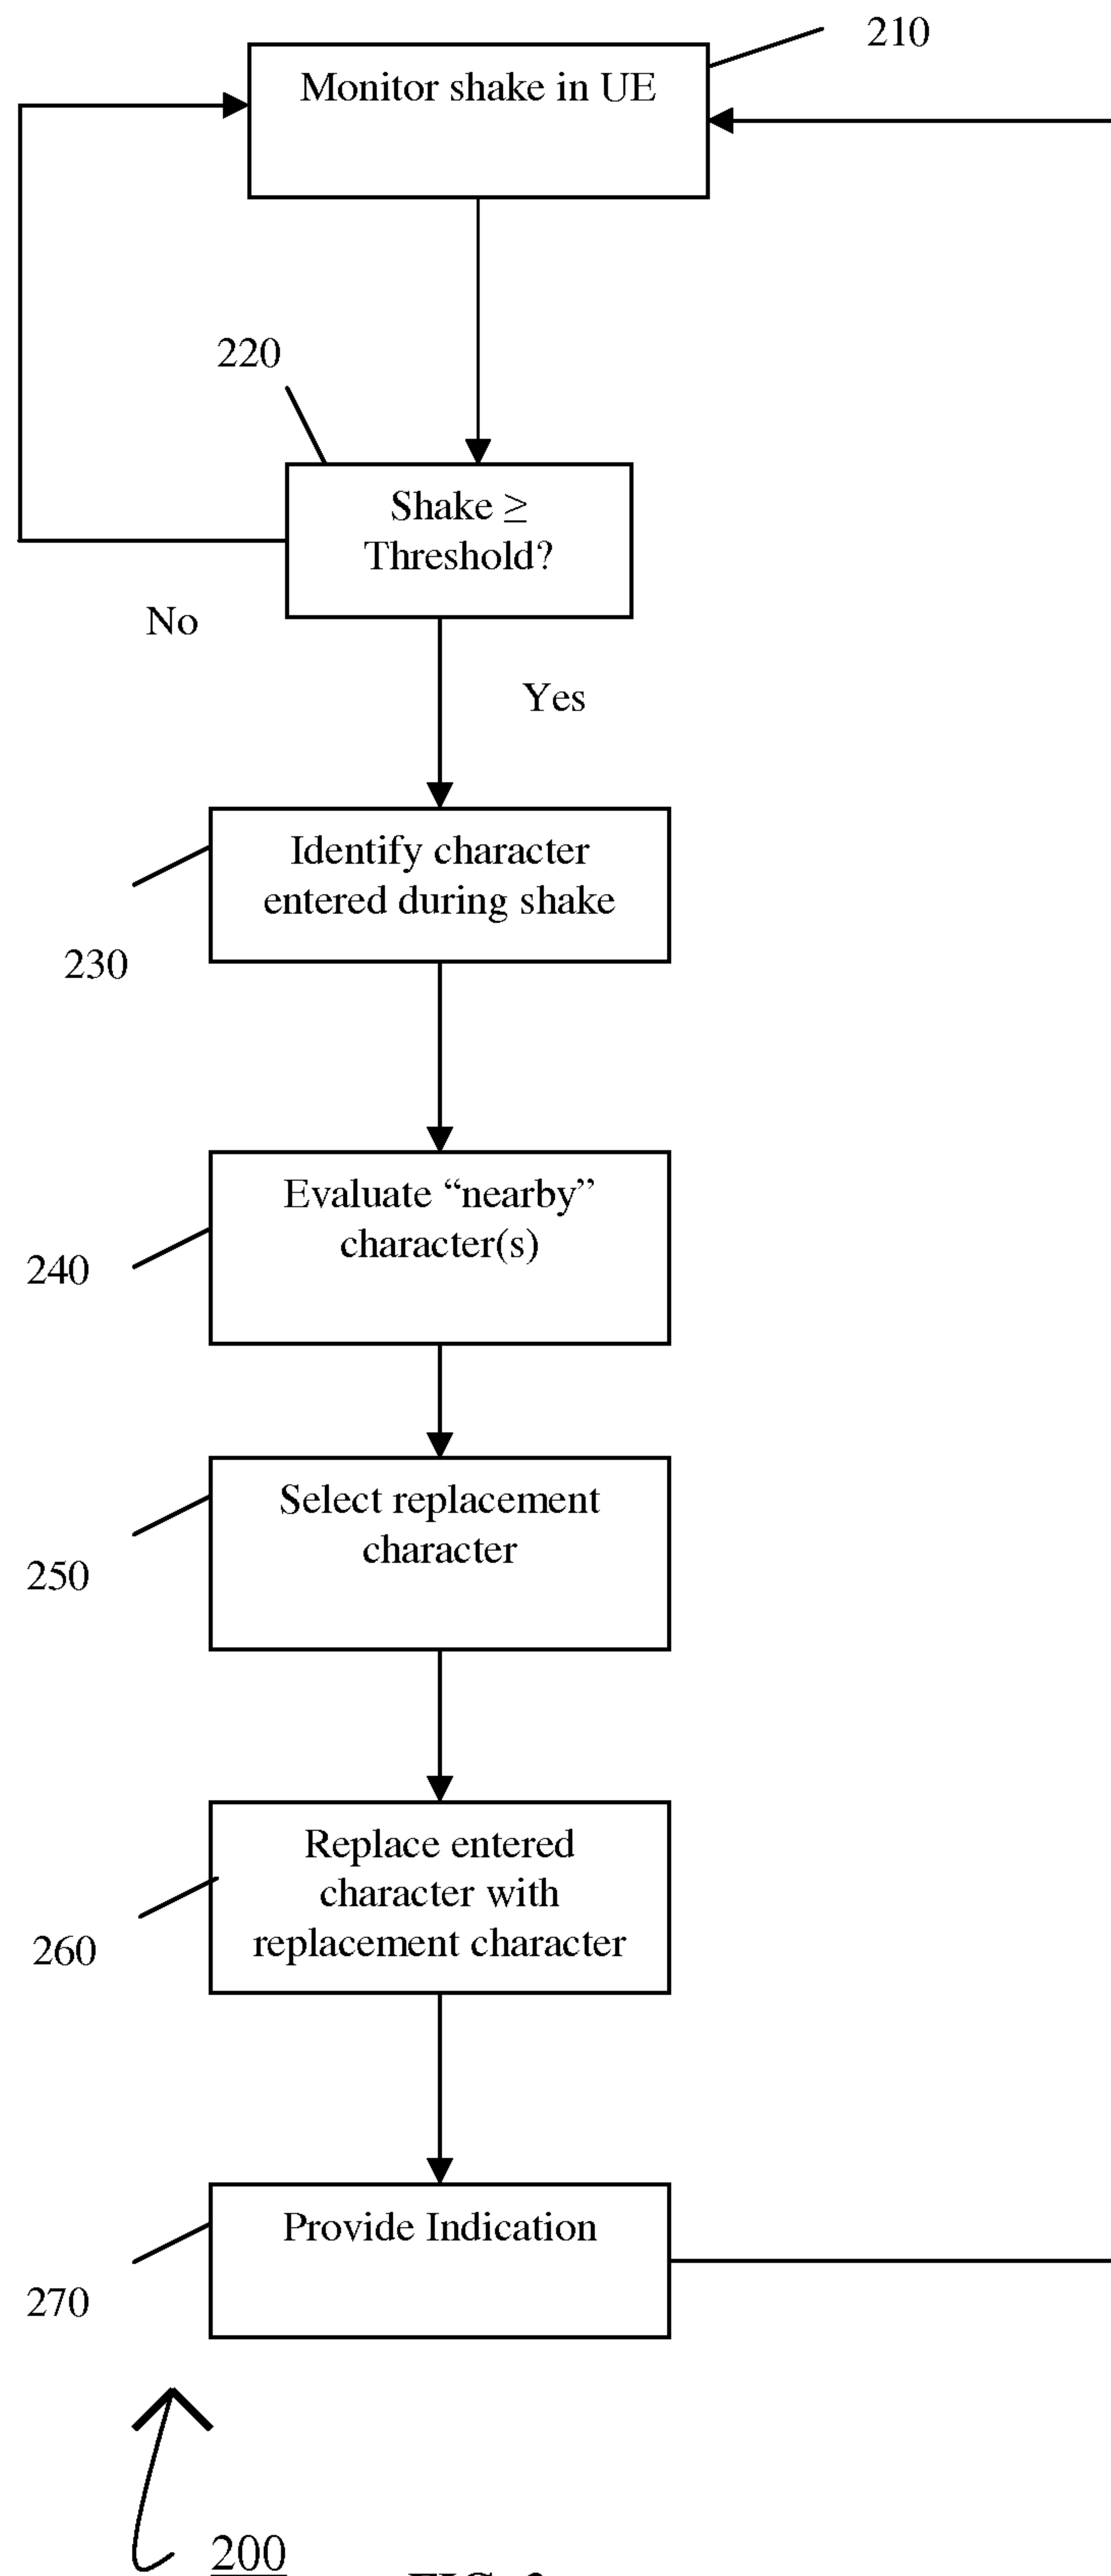 210
Monitor shake in UE
220
Shake ≥
Threshold?
No
Yes
Identify character
entered during shake
230
Evaluate “nearby”
character(s)
240
Select replacement
character
250
Replace entered
character with
replacement character
260
Provide Indication
270
200